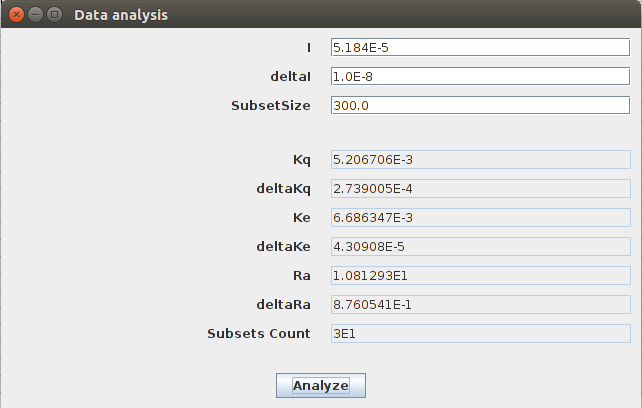 Data analysis
I 5.184E-5
deltaI 1.0E-8
SubsetSize 300.0
Kq 5.206706E-3
deltaKq 2.739005E-4
Ke 6.686347E-3
deltaKe 4.30908E-5
Ra 1.081293E1
deltaRa 8.760541E-1
Subsets Count 3E1
Analyze